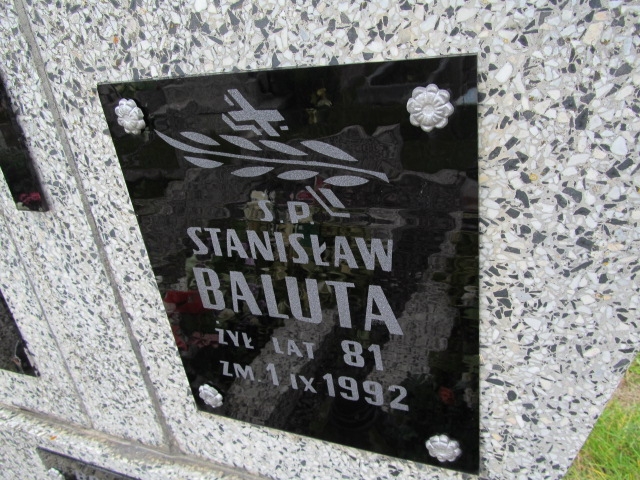 Ś.P.
STANISŁAW
BALUTA
ŻYŁ LAT 81
ZM. 1 IX 1992